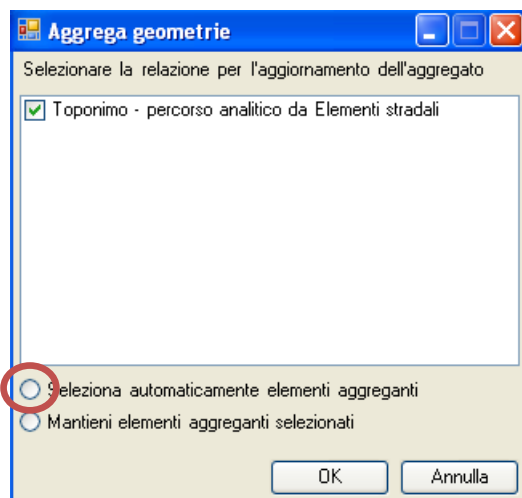 Aggrega geometrie
Selezionare la relazione per l'aggiornamento dell'aggregato
Toponimo - percorso analitico da Elementi stradali
Seleziona automaticamente elementi aggreganti
Mantieni elementi aggreganti selezionati
OK Annulla